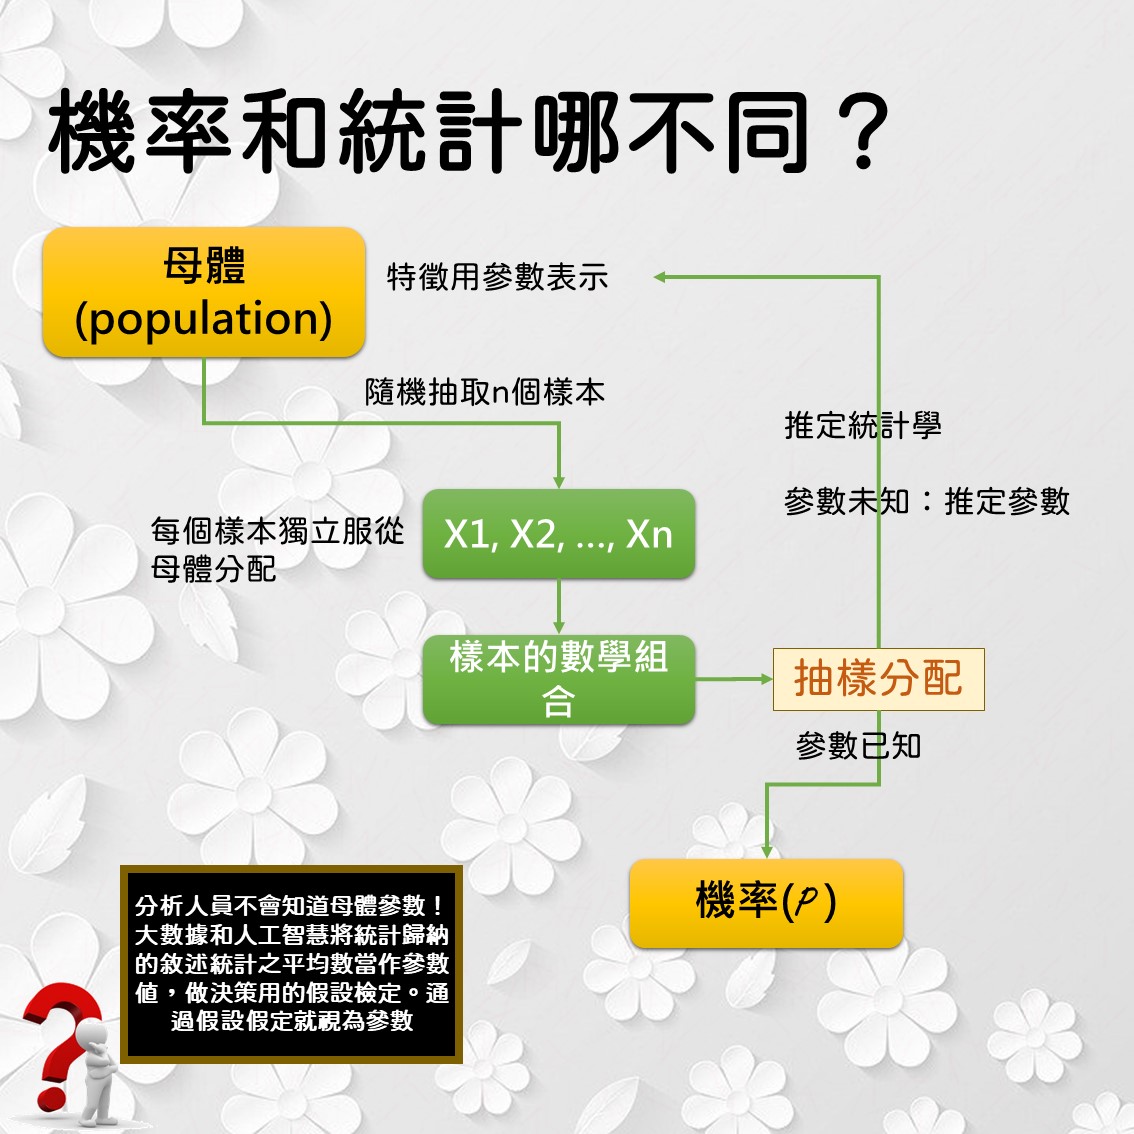 機率和統計哪不同？
母體
(population)
特徵用參數表示
隨機抽取n個樣本
推定統計學
參數未知：推定參數
每個樣本獨立服從
母體分配
X1, X2, …, Xn
樣本的數學組
合
抽樣分配
參數已知
機率(𝓅)
分析人員不會知道母體參數！
大數據和人工智慧將統計歸納
的敘述統計之平均數當作參數
值，做決策用的假設檢定。通
過假設假定就視為參數